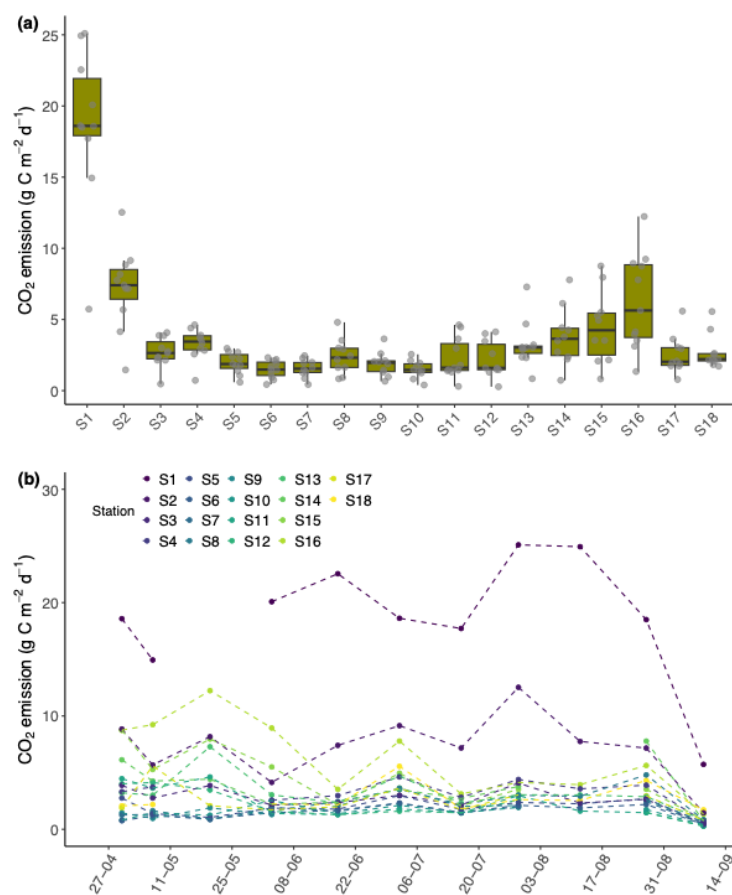 (a)
25
20
15
10
5
0
CO₂ emission (g C m⁻² d⁻¹)
S1 S2 S3 S4 S5 S6 S7 S8 S9 S10 S11 S12 S13 S14 S15 S16 S17 S18
(b)
30
20
10
0
CO₂ emission (g C m⁻² d⁻¹)
Station
S1 S5 S9 S13 S17
S2 S6 S10 S14 S18
S3 S7 S11 S15
S4 S8 S12 S16
27−04 11−05 25−05 08−06 22−06 06−07 20−07 03−08 17−08 31−08 14−09